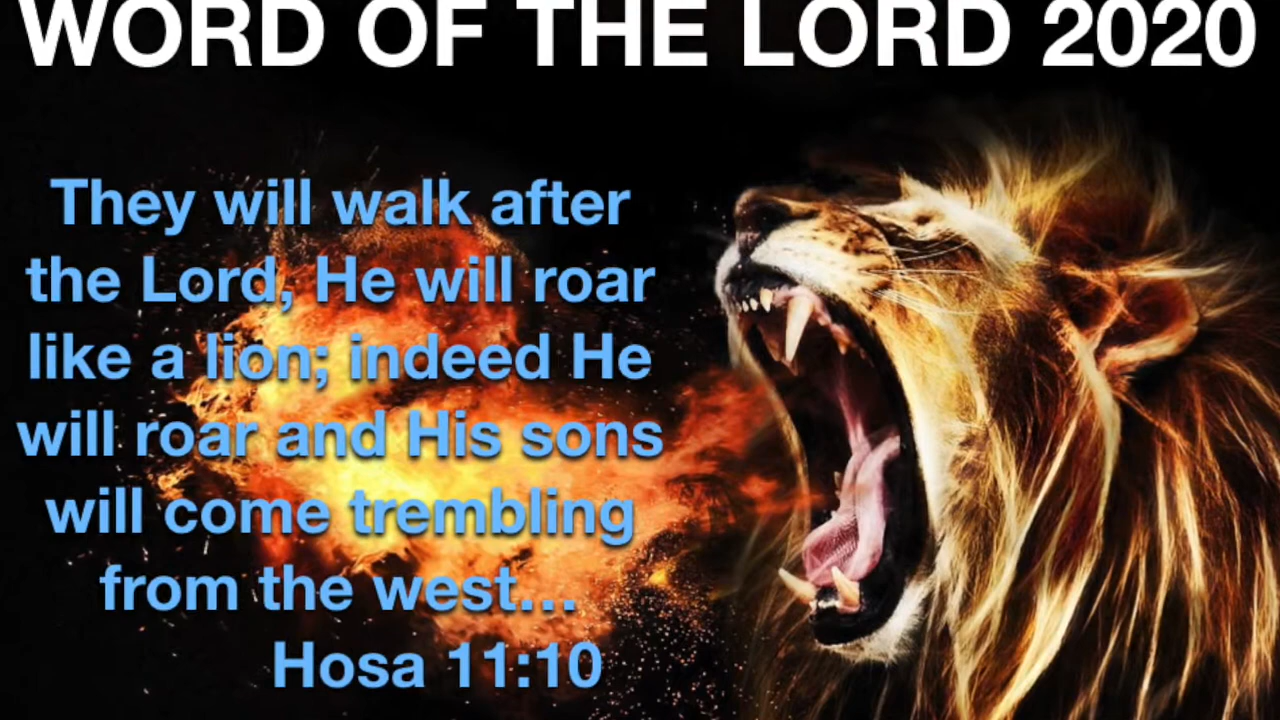 WORD OF THE LORD 2020
They will walk after
the Lord, He will roar
like a lion; indeed He
will roar and His sons
will come trembling
from the west...
Hosa 11:10